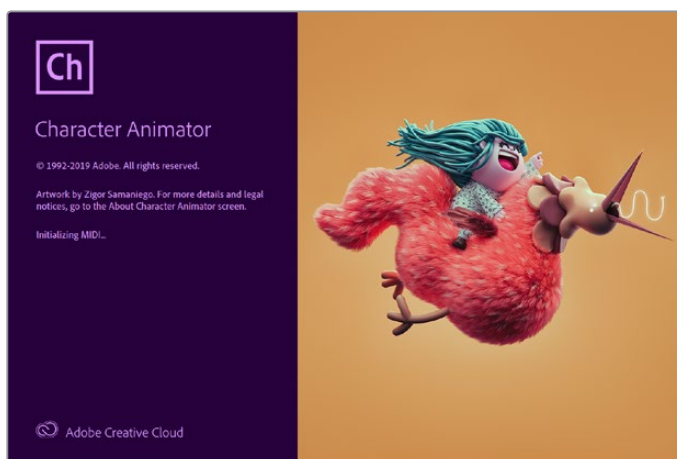 Ch
Character Animator
© 1992-2019 Adobe. All rights reserved.
Artwork by Zigor Samaniego. For more details and legal
notices, go to the About Character Animator screen.
Initializing MIDI...
Adobe Creative Cloud